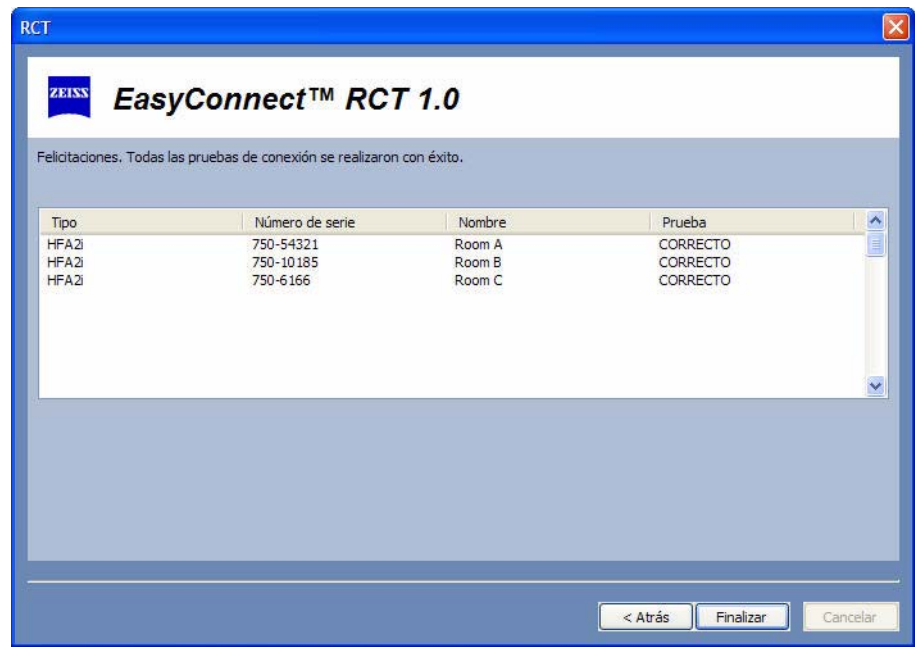 RCT
ZEISS
EasyConnect™ RCT 1.0
Felicitaciones. Todas las pruebas de conexión se realizaron con éxito.
Tipo Número de serie Nombre Prueba
HFA2i 750-54321 Room A CORRECTO
HFA2i 750-10185 Room B CORRECTO
HFA2i 750-6166 Room C CORRECTO
< Atrás Finalizar Cancelar